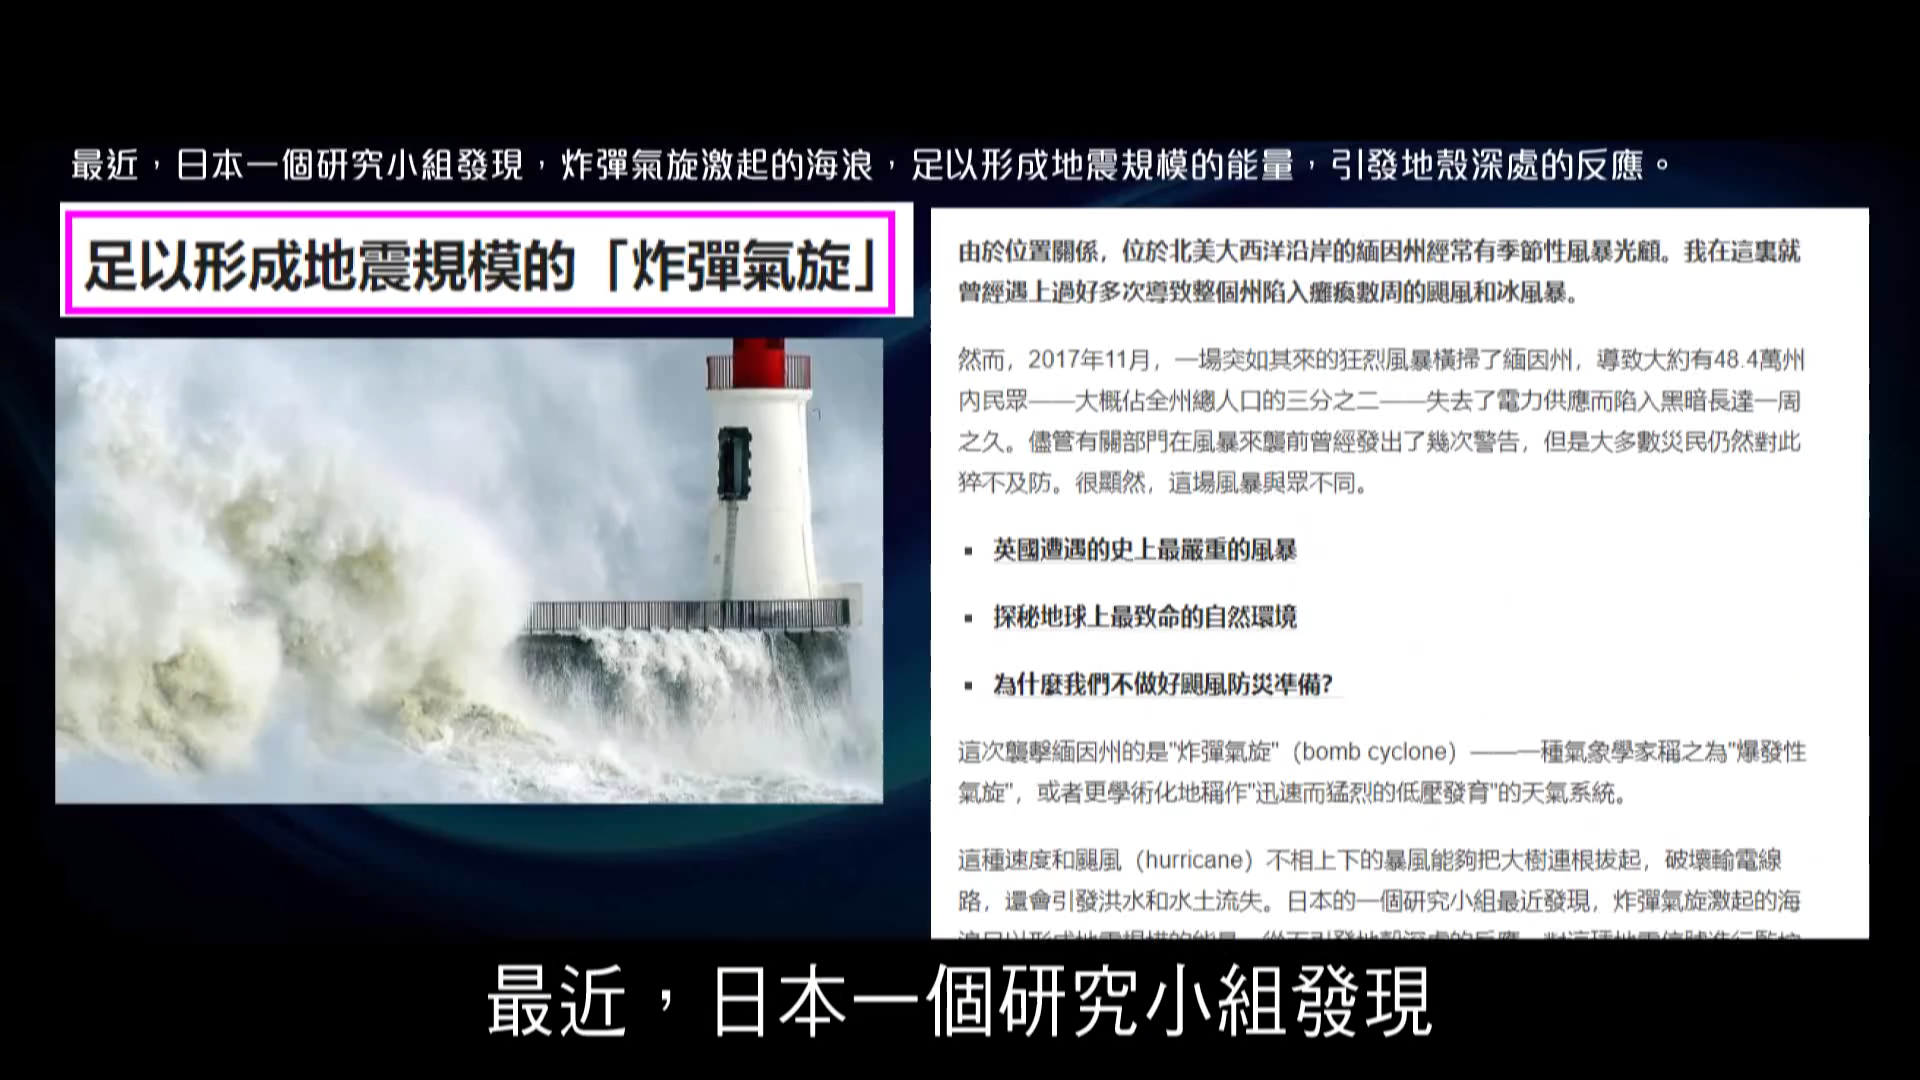 最近，日本一個研究小組發現，炸彈氣旋激起的海浪，足以形成地震規模的能量，引發地殼深處的反應。
足以形成地震規模的「炸彈氣旋」
由於位置關係，位於北美大西洋沿岸的緬因州經常有季節性風暴光顧。我在這裏就
曾經遇上過好多次導致整個州陷入癱瘓數周的颶風和冰風暴。
然而，2017年11月，一場突如其來的狂烈風暴橫掃了緬因州，導致大約有48.4萬州
內民眾——大概佔全州總人口的三分之二——失去了電力供應而陷入黑暗長達一周
之久。儘管有關部門在風暴來襲前曾經發出了幾次警告，但是大多數災民仍然對此
猝不及防。很顯然，這場風暴與眾不同。
▪ 英國遭遇的史上最嚴重的風暴
▪ 探秘地球上最致命的自然環境
▪ 為什麼我們不做好颶風防災準備?
這次襲擊緬因州的是"炸彈氣旋"（bomb cyclone）——一種氣象學家稱之為"爆發性
氣旋"，或者更學術化地稱作"迅速而猛烈的低壓發育"的天氣系統。
這種速度和颶風（hurricane）不相上下的暴風能夠把大樹連根拔起，破壞輸電線
路，還會引發洪水和水土流失。日本的一個研究小組最近發現，炸彈氣旋激起的海
最近，日本一個研究小組發現